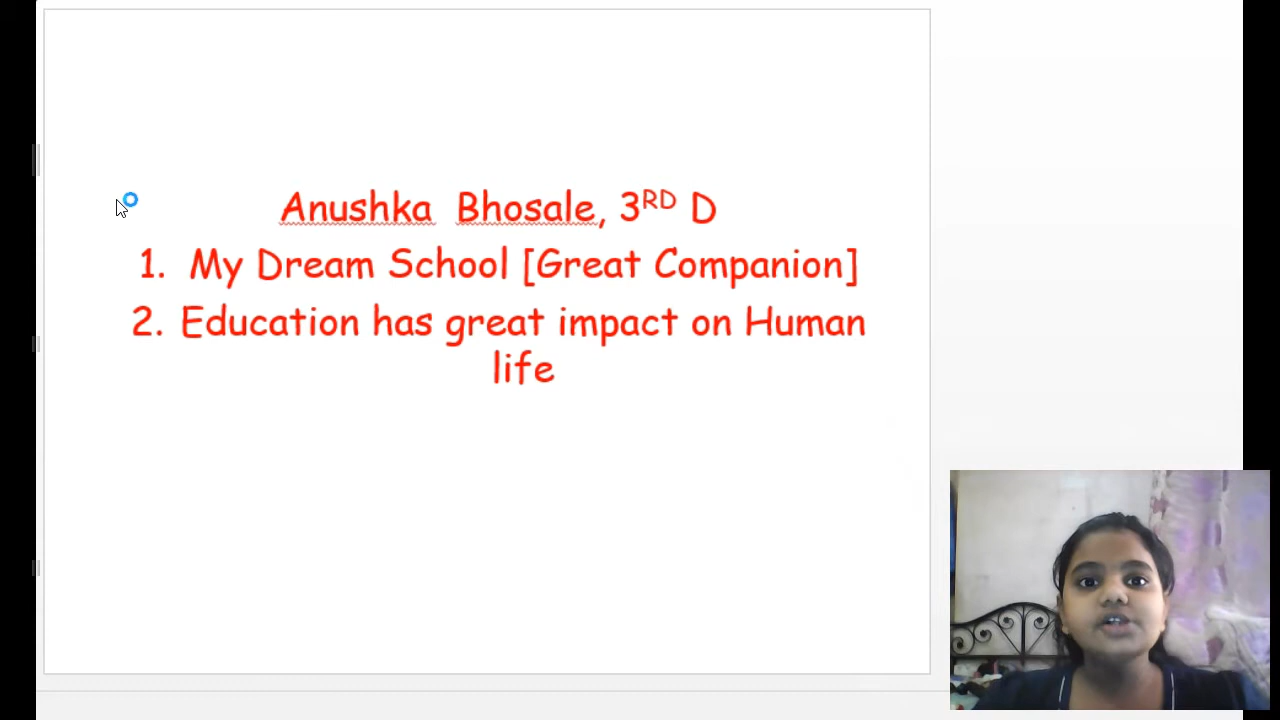 Anushka Bhosale, 3RD D
1. My Dream School [Great Companion]
2. Education has great impact on Human
life